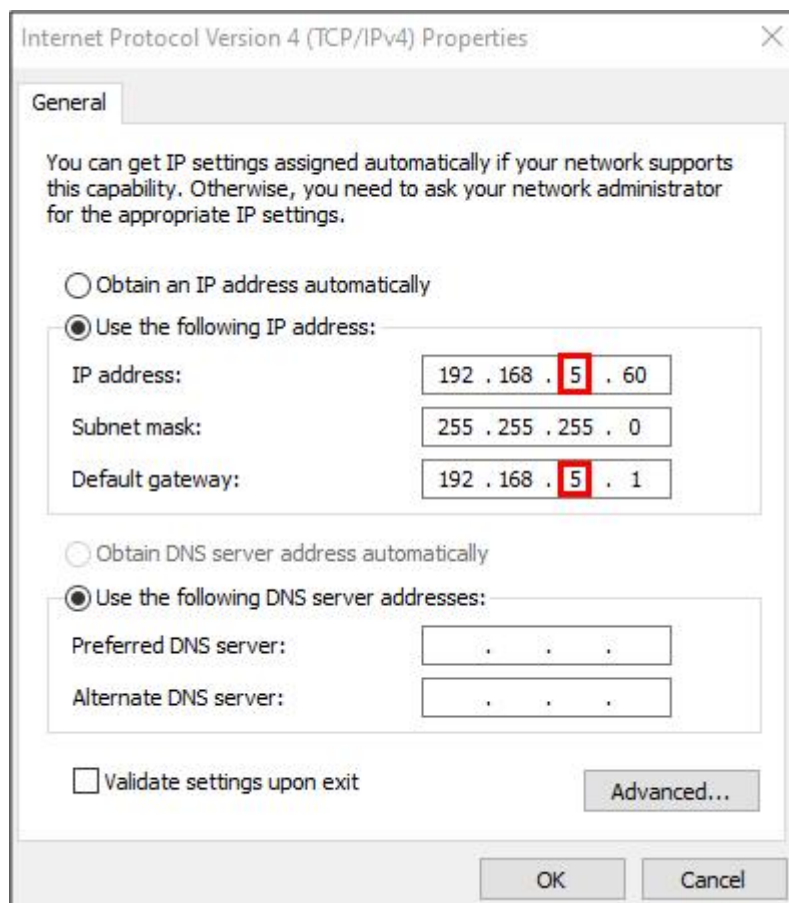 Internet Protocol Version 4 (TCP/IPv4) Properties
General
You can get IP settings assigned automatically if your network supports
this capability. Otherwise, you need to ask your network administrator
for the appropriate IP settings.
Obtain an IP address automatically
Use the following IP address:
IP address: 192 . 168 . 5 . 60
Subnet mask: 255 . 255 . 255 . 0
Default gateway: 192 . 168 . 5 . 1
Obtain DNS server address automatically
Use the following DNS server addresses:
Preferred DNS server: . . .
Alternate DNS server: . . .
Validate settings upon exit
Advanced...
OK Cancel